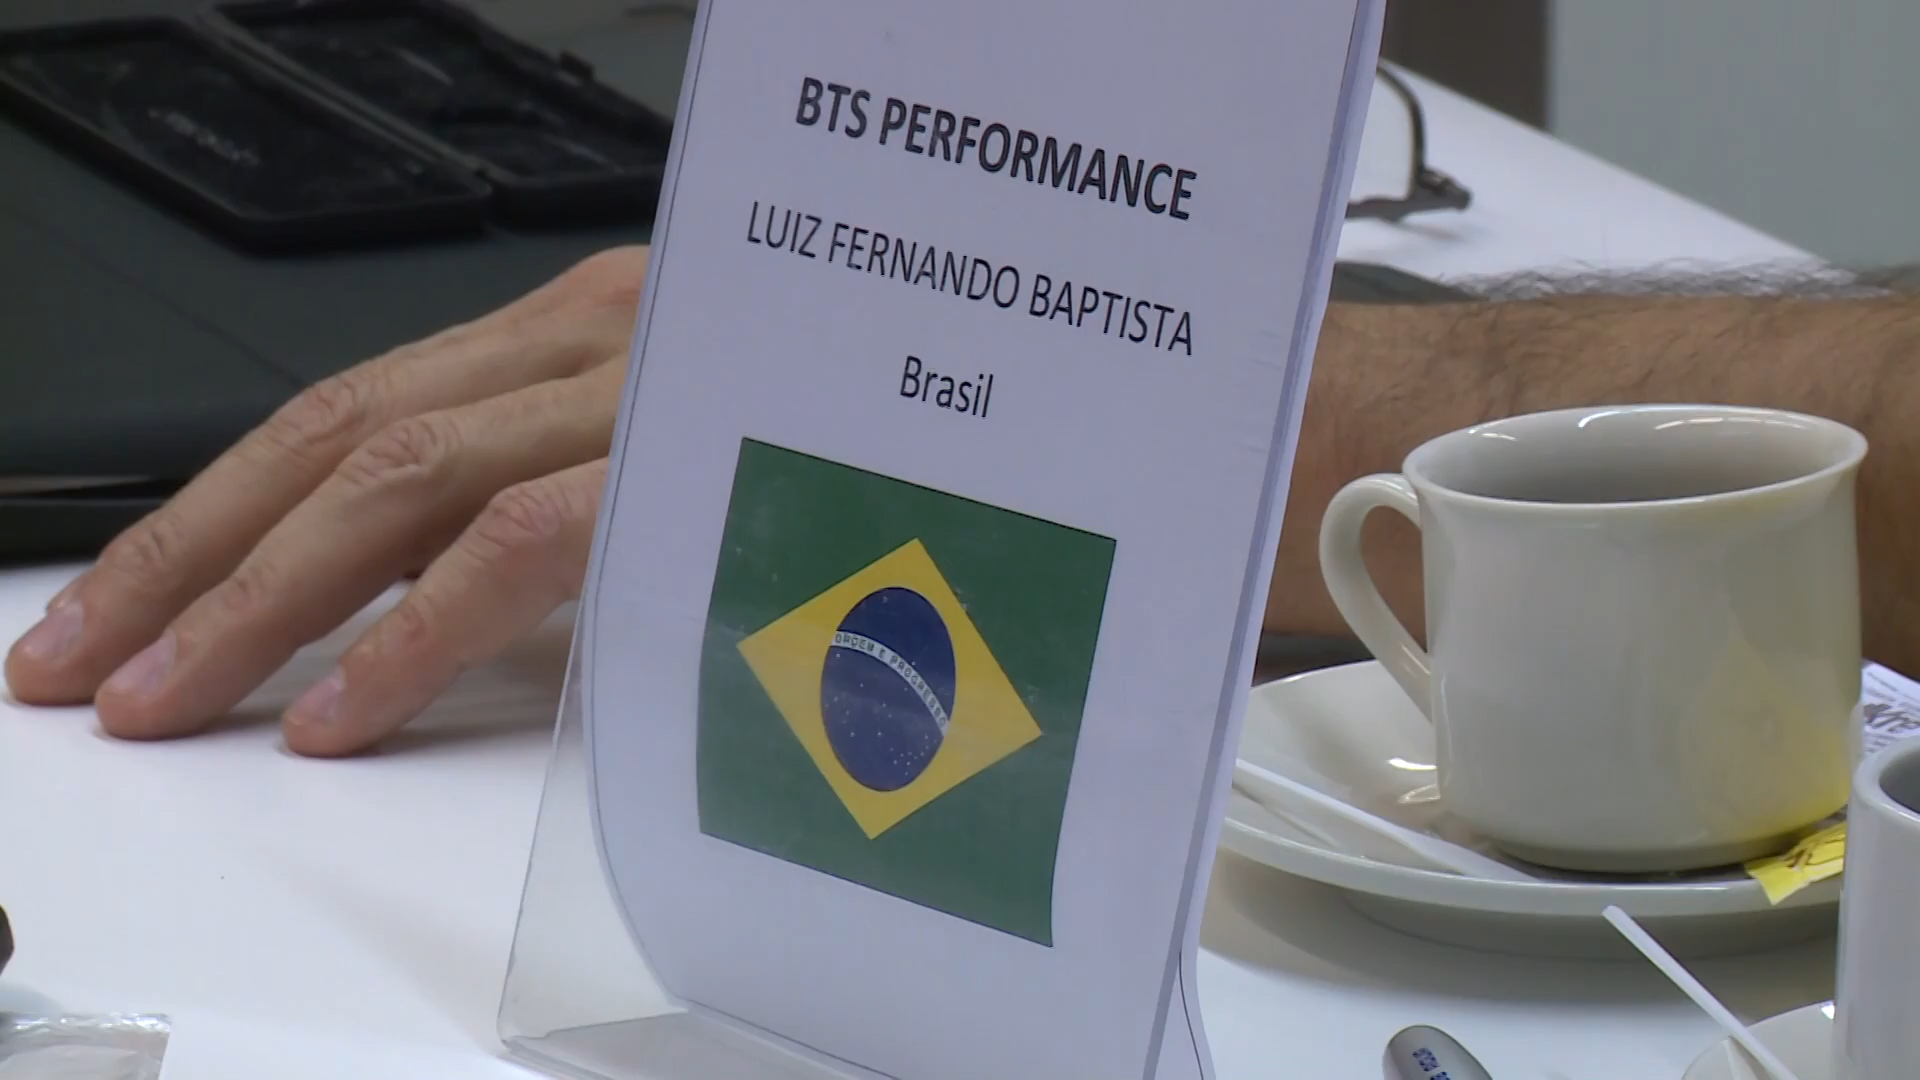 BTS PERFORMANCE
LUIZ FERNANDO BAPTISTA
Brasil
ORDEM E PROGRESSO